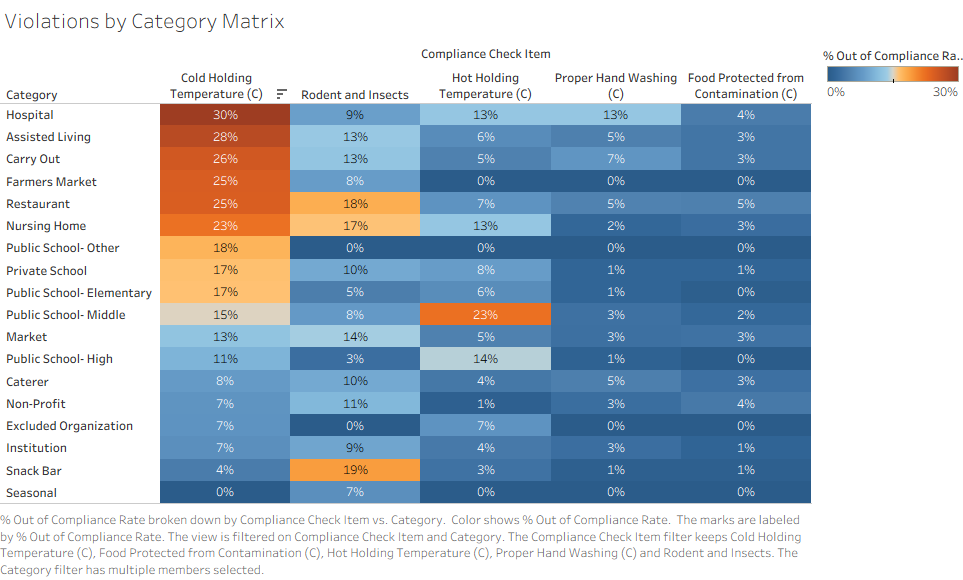 Violations by Category Matrix
Compliance Check Item
% Out of Compliance Ra..
0% 30%
Category Cold Holding Temperature (C) Rodent and Insects Hot Holding Temperature (C) Proper Hand Washing (C) Food Protected from Contamination (C)
Hospital 30% 9% 13% 13% 4%
Assisted Living 28% 13% 6% 5% 3%
Carry Out 26% 13% 5% 7% 3%
Farmers Market 25% 8% 0% 0% 0%
Restaurant 25% 18% 7% 5% 5%
Nursing Home 23% 17% 13% 2% 3%
Public School- Other 18% 0% 0% 0% 0%
Private School 17% 10% 8% 1% 1%
Public School- Elementary 17% 5% 6% 1% 0%
Public School- Middle 15% 8% 23% 3% 2%
Market 13% 14% 5% 3% 3%
Public School- High 11% 3% 14% 1% 0%
Caterer 8% 10% 4% 5% 3%
Non-Profit 7% 11% 1% 3% 4%
Excluded Organization 7% 0% 7% 0% 0%
Institution 7% 9% 4% 3% 1%
Snack Bar 4% 19% 3% 1% 1%
Seasonal 0% 7% 0% 0% 0%
% Out of Compliance Rate broken down by Compliance Check Item vs. Category.  Color shows % Out of Compliance Rate.  The marks are labeled
by % Out of Compliance Rate. The view is filtered on Compliance Check Item and Category. The Compliance Check Item filter keeps Cold Holding
Temperature (C), Food Protected from Contamination (C), Hot Holding Temperature (C), Proper Hand Washing (C) and Rodent and Insects. The
Category filter has multiple members selected.